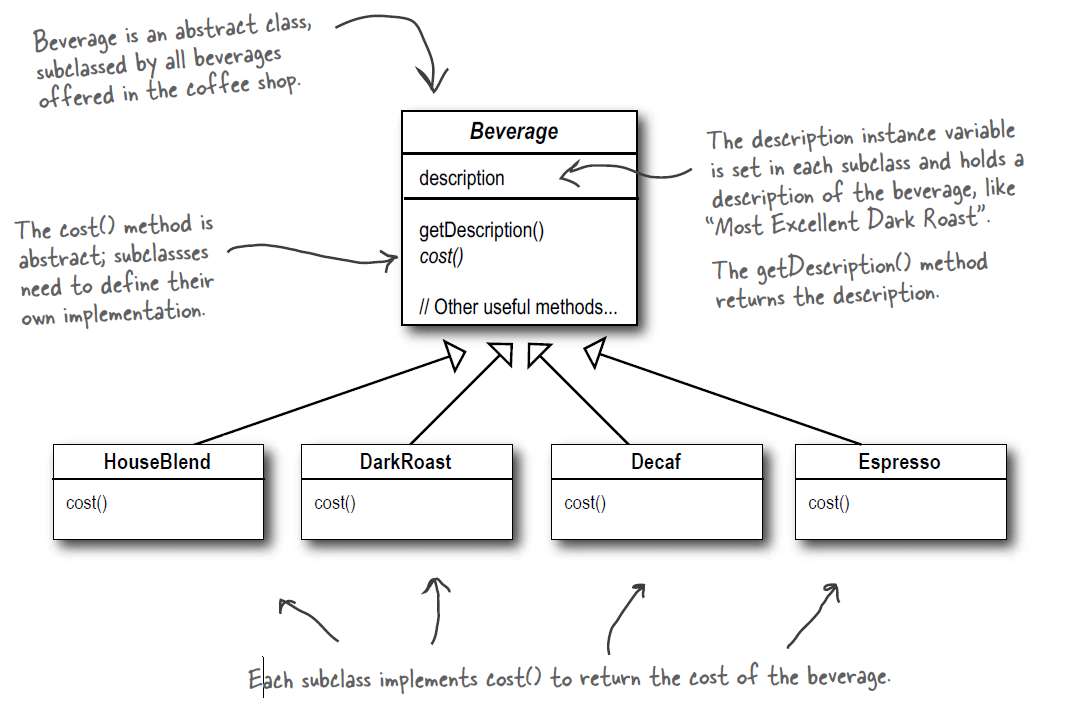 Beverage is an abstract class,
subclassed by all beverages
offered in the coffee shop.
Beverage
description
getDescription()
cost()
// Other useful methods...
The description instance variable
is set in each subclass and holds a
description of the beverage, like
“Most Excellent Dark Roast”.
The getDescription() method
returns the description.
The cost() method is
abstract; subclassses
need to define their
own implementation.
HouseBlend
cost()
DarkRoast
cost()
Decaf
cost()
Espresso
cost()
Each subclass implements cost() to return the cost of the beverage.